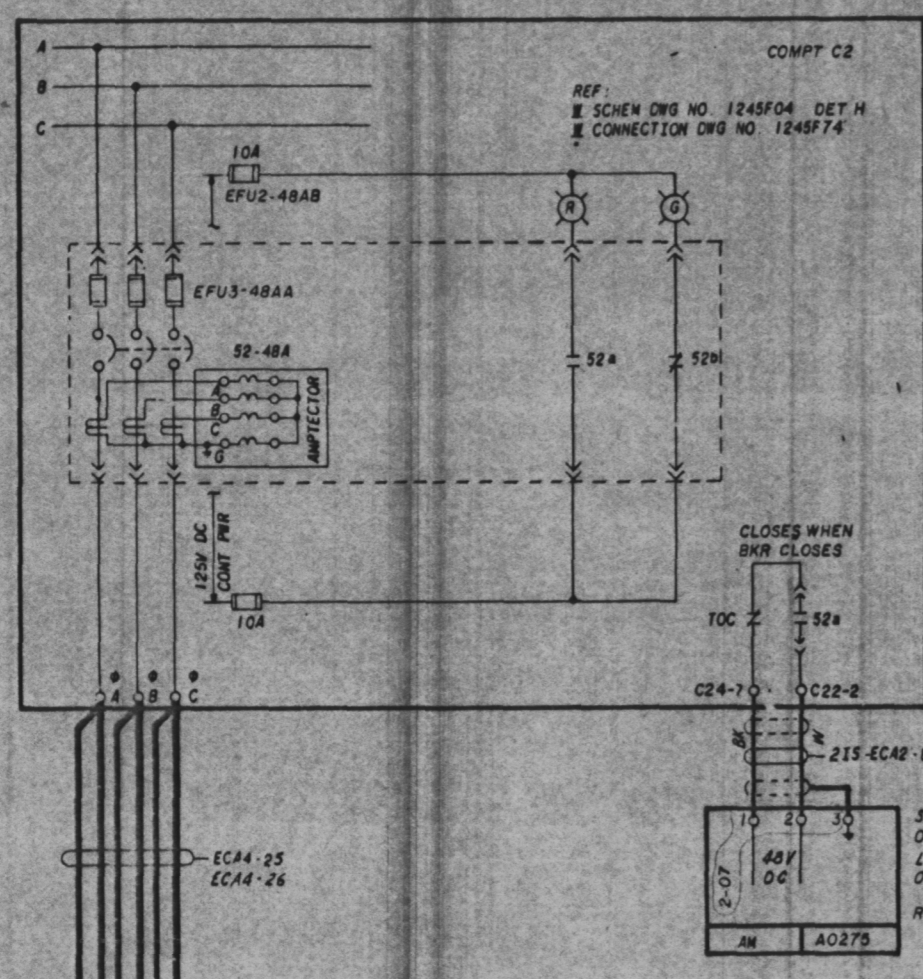 A
COMPT C2
B
REF:
SCHEM DWG NO. 1245F04 DET H
CONNECTION DWG NO. 1245F74
C
10A
EFU2-48AB
R
G
EFU3-48AA
52-48A
52a
52b
A
B
C
G
AMPTECTOR
125V DC
CONT PWR
10A
CLOSES WHEN
BKR CLOSES
TOC
52a
ø ø ø
A B C
C24-7
C22-2
BK
W
215-ECA2-
1 2 3
ECA4-25
ECA4-26
48V
2-07
AM
A0275